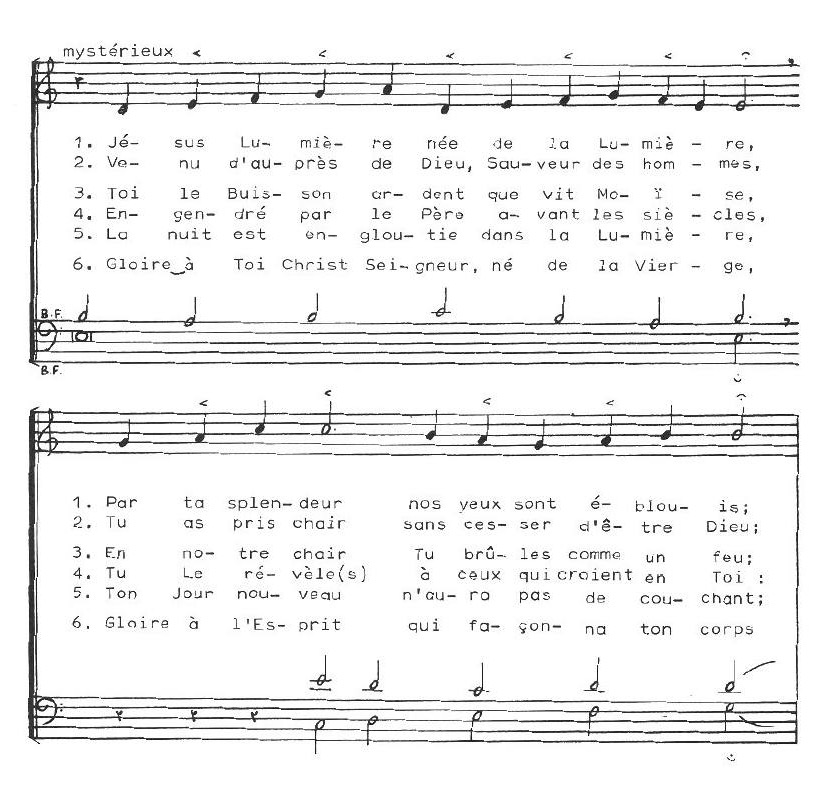 mystérieux
1. Jé- sus Lu- miè- re née de la Lu- miè - re,
2. Ve- nu d'au- près de Dieu, Sau- veur des hom - mes,
3. Toi le Buis- son ar- dent que vit Mo- ï - se,
4. En- gen- dré par le Père a- vant les siè - cles,
5. La nuit est en- glou- tie dans la Lu- miè - re,
6. Gloire à Toi Christ Sei- gneur, né de la Vier - ge,
B.F.
B.F.
1. Par ta splen- deur nos yeux sont é- blou- is;
2. Tu as pris chair sans ces- ser d'ê- tre Dieu;
3. En no- tre chair Tu brû- les comme un feu;
4. Tu Le ré- vèle(s) à ceux qui croient en Toi :
5. Ton Jour nou- veau n'au- ra pas de cou- chant;
6. Gloire à l'Es- prit qui fa- çon- na ton corps